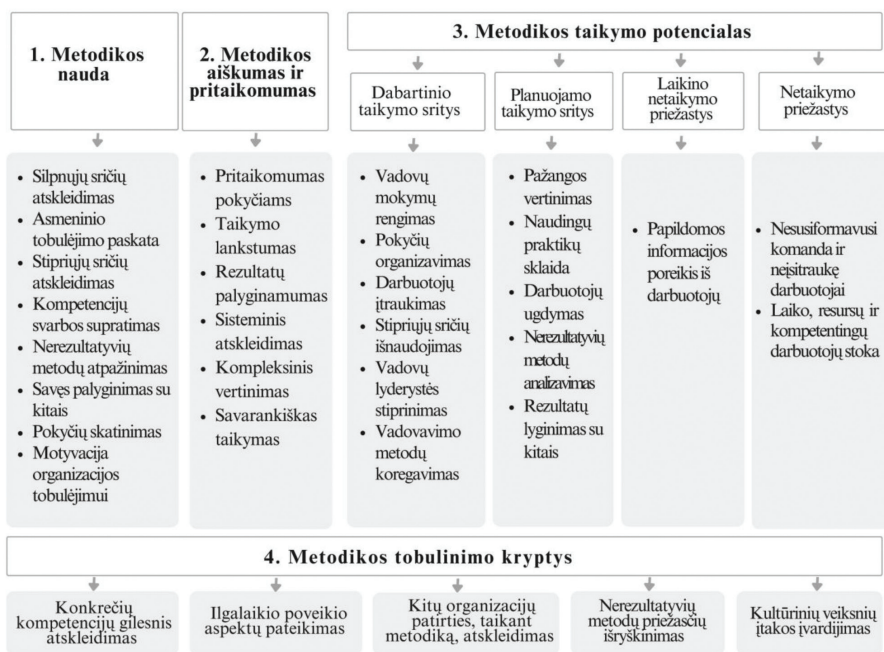 1. Metodikos
nauda
2. Metodikos
aiškumas ir
pritaikomumas
3. Metodikos taikymo potencialas
Dabartinio
taikymo sritys
Planuojamo
taikymo sritys
Laikino
netaikymo
priežastys
Netaikymo
priežastys
• Silpnųjų sričių
atskleidimas
• Asmeninio
tobulėjimo paskata
• Stipriųjų sričių
atskleidimas
• Kompetencijų
svarbos supratimas
• Nerezultatyvių
metodų atpažinimas
• Savęs palyginimas su
kitais
• Pokyčių skatinimas
• Motyvacija
organizacijos
tobulėjimui
• Pritaikomumas
pokyčiams
• Taikymo
lankstumas
• Rezultatų
palyginamumas
• Sisteminis
atskleidimas
• Kompleksinis
vertinimas
• Savarankiškas
taikymas
• Vadovų
mokymų
rengimas
• Pokyčių
organizavimas
• Darbuotojų
įtraukimas
• Stipriųjų sričių
išnaudojimas
• Vadovų
lyderystės
stiprinimas
• Vadovavimo
metodų
koregavimas
• Pažangos
vertinimas
• Naudingų
praktikų
sklaida
• Darbuotojų
ugdymas
• Nerezultatyvių
metodų
analizavimas
• Rezultatų
lyginimas su
kitais
• Papildomos
informacijos
poreikis iš
darbuotojų
• Nesusiformavusi
komanda ir
neįsitraukę
darbuotojai
• Laiko, resursų ir
kompetentingų
darbuotojų stoka
4. Metodikos tobulinimo kryptys
Konkrečių
kompetencijų gilesnis
atskleidimas
Ilgalaikio poveikio
aspektų pateikimas
Kitų organizacijų
patirties, taikant
metodiką, atskleidimas
Nerezultatyvių
metodų priežasčių
išryškinimas
Kultūrinių veiksnių
įtakos įvardijimas